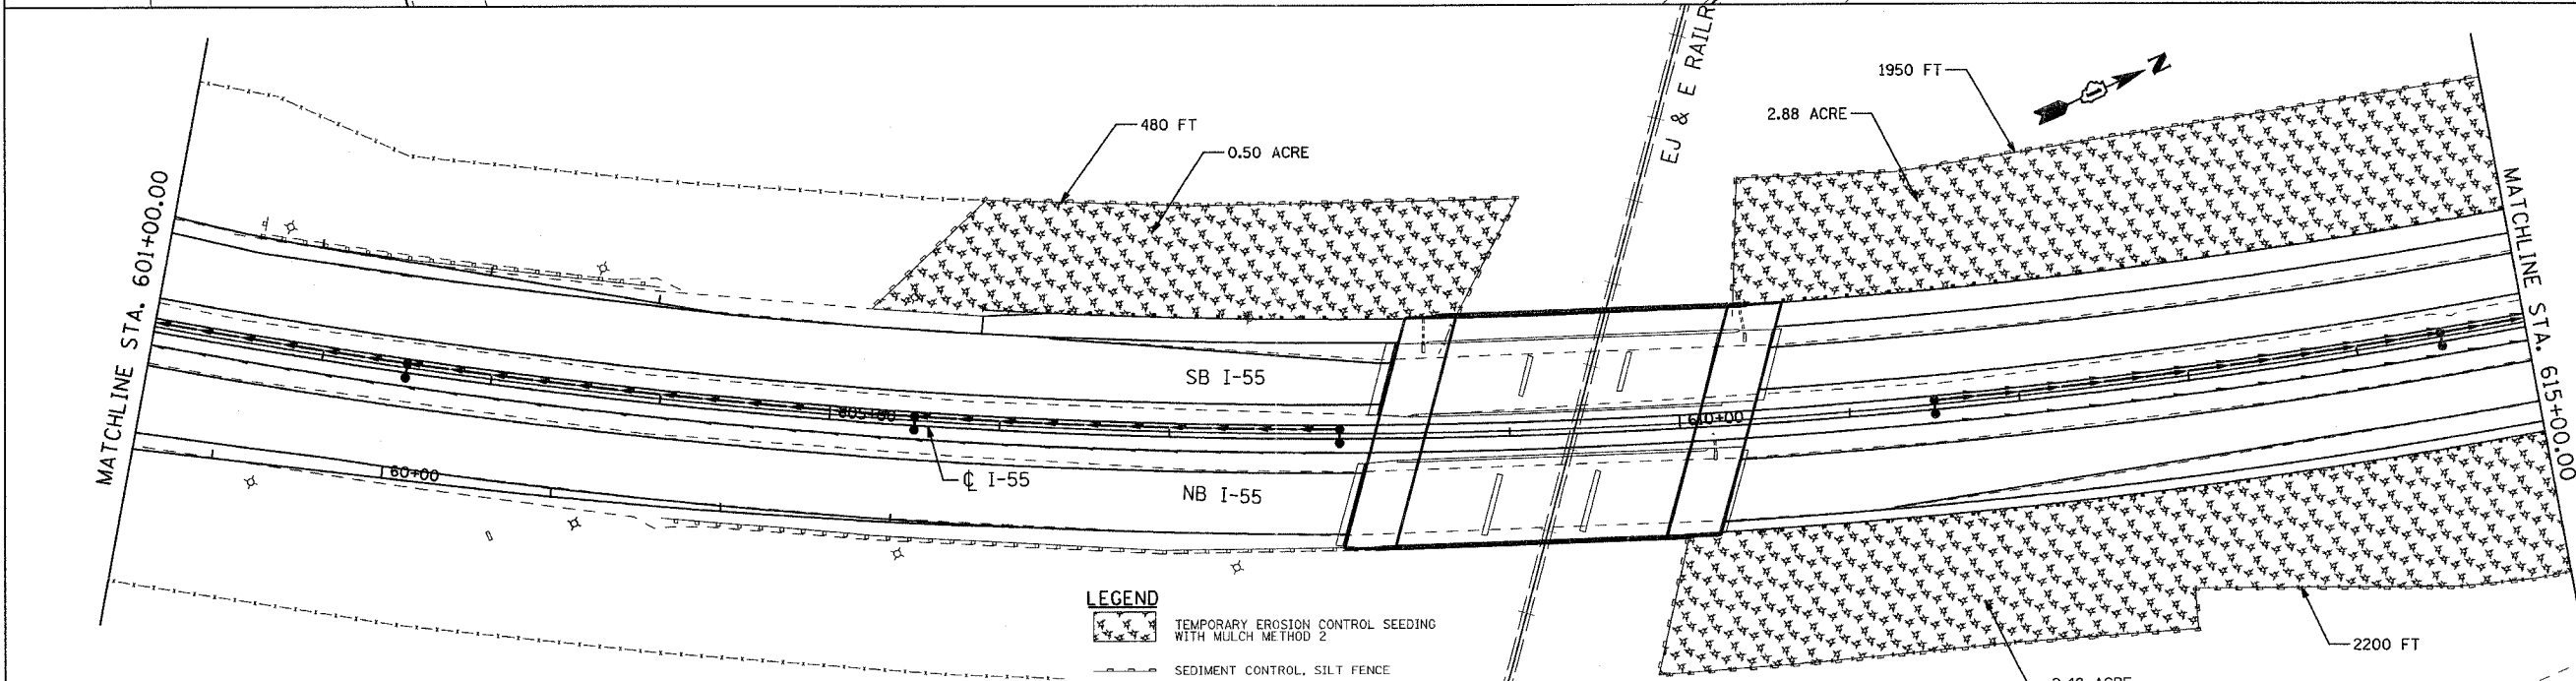 MATCHLINE STA. 601+00.00
480 FT
0.50 ACRE
EJ & E RAILR
1950 FT
2.88 ACRE
N
MATCHLINE STA. 615+00.00
SB I-55
605+00
610+00
℄ I-55
NB I-55
60+00
LEGEND
TEMPORARY EROSION CONTROL SEEDING
WITH MULCH METHOD 2
SEDIMENT CONTROL, SILT FENCE
2200 FT
ACRE